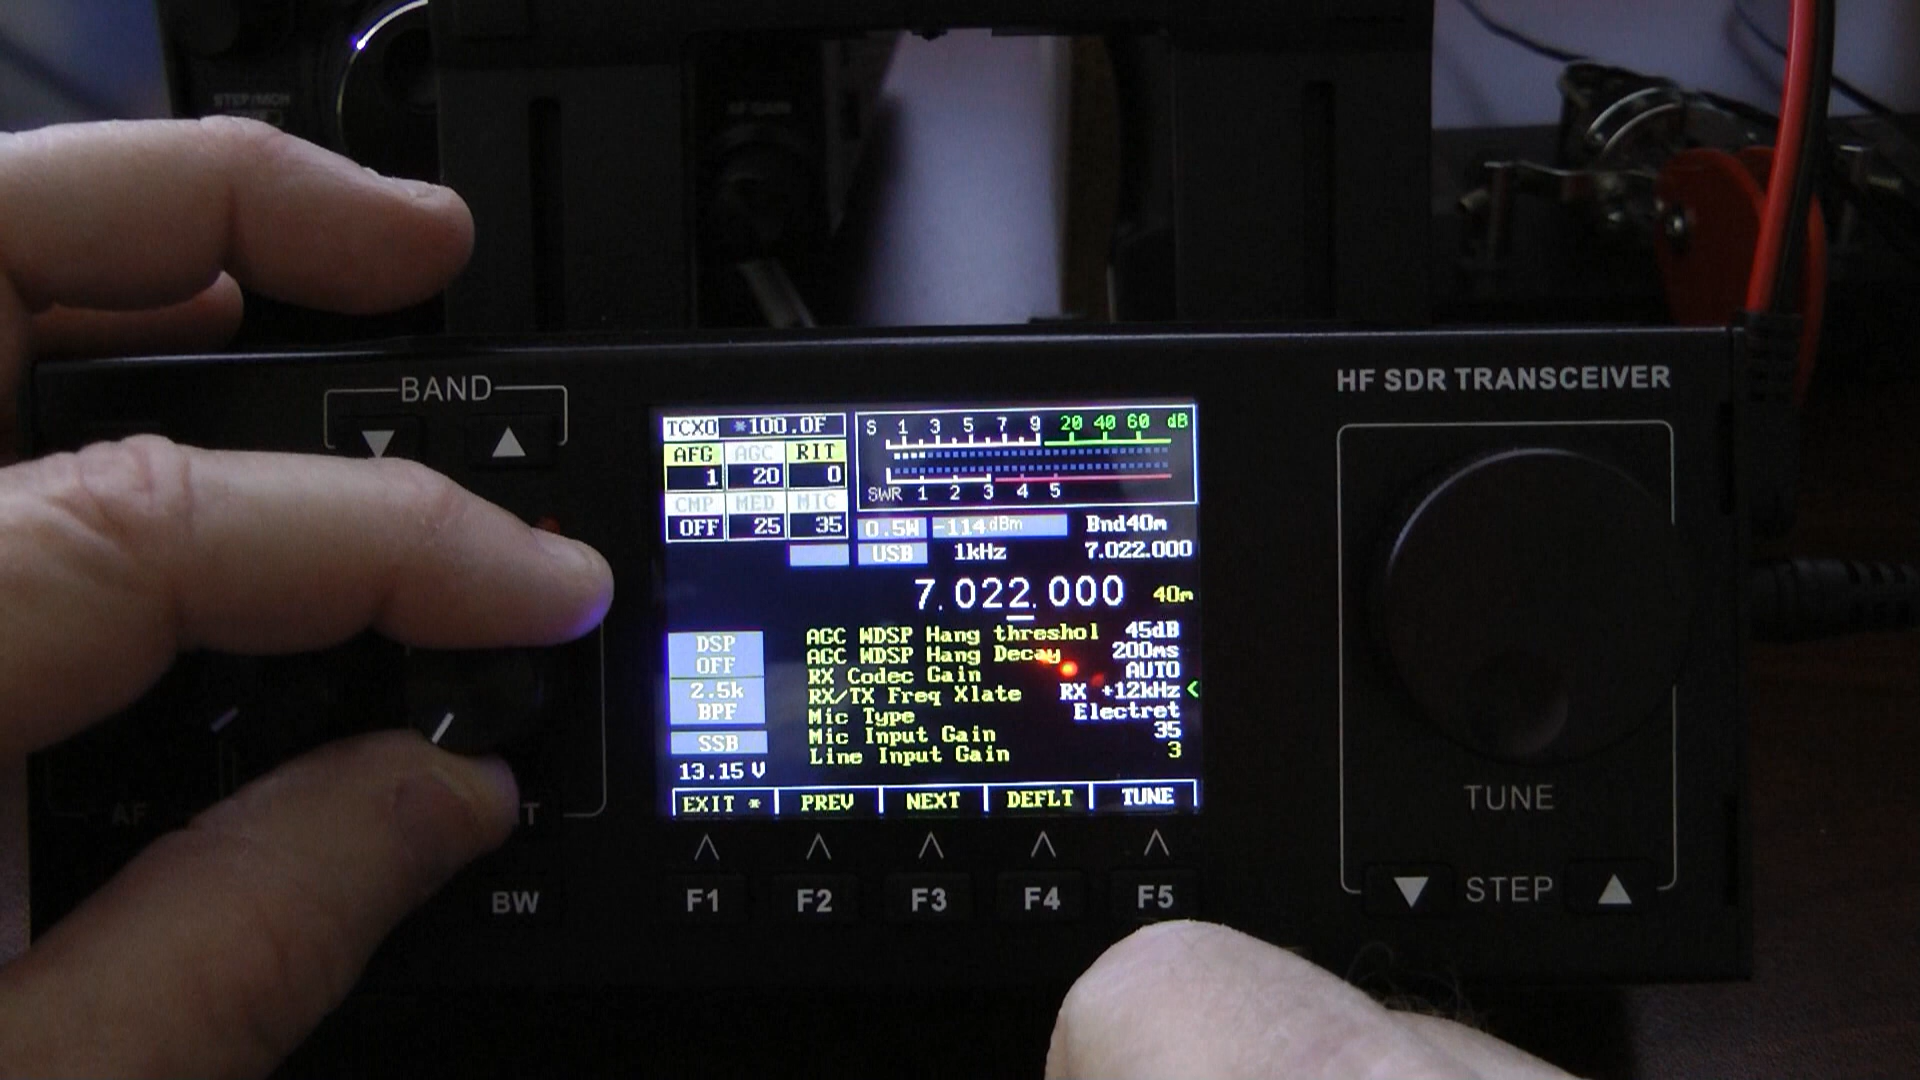 BAND
HF SDR TRANSCEIVER
TCXO *100.0F
S 1 3 5 7 9 20 40 60 dB
AFG AGC RIT
1 20 0
SWR 1 2 3 4 5
CMP MED MIC
OFF 25 35
0.5W -114dBm Bnd40m
USB 1kHz 7.022.000
7.022.000 40m
DSP
OFF
2.5k
BPF
SSB
13.15 V
AGC WDSP Hang threshol 45dB
AGC WDSP Hang Decay 200ms
RX Codec Gain AUTO
RX/TX Freq Xlate RX +12kHz <
Mic Type Electret
Mic Input Gain 35
Line Input Gain 3
EXIT * PREV NEXT DEFLT TUNE
TUNE
AF
BW F1 F2 F3 F4 F5
STEP